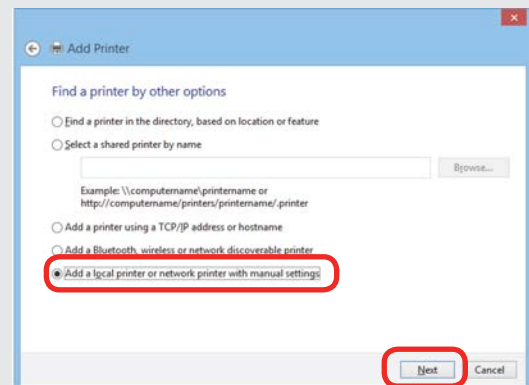 Add Printer
Find a printer by other options
Find a printer in the directory, based on location or feature
Select a shared printer by name
Browse...
Example: \\computername\printername or
http://computername/printers/printername/.printer
Add a printer using a TCP/IP address or hostname
Add a Bluetooth, wireless or network discoverable printer
Add a local printer or network printer with manual settings
Next Cancel